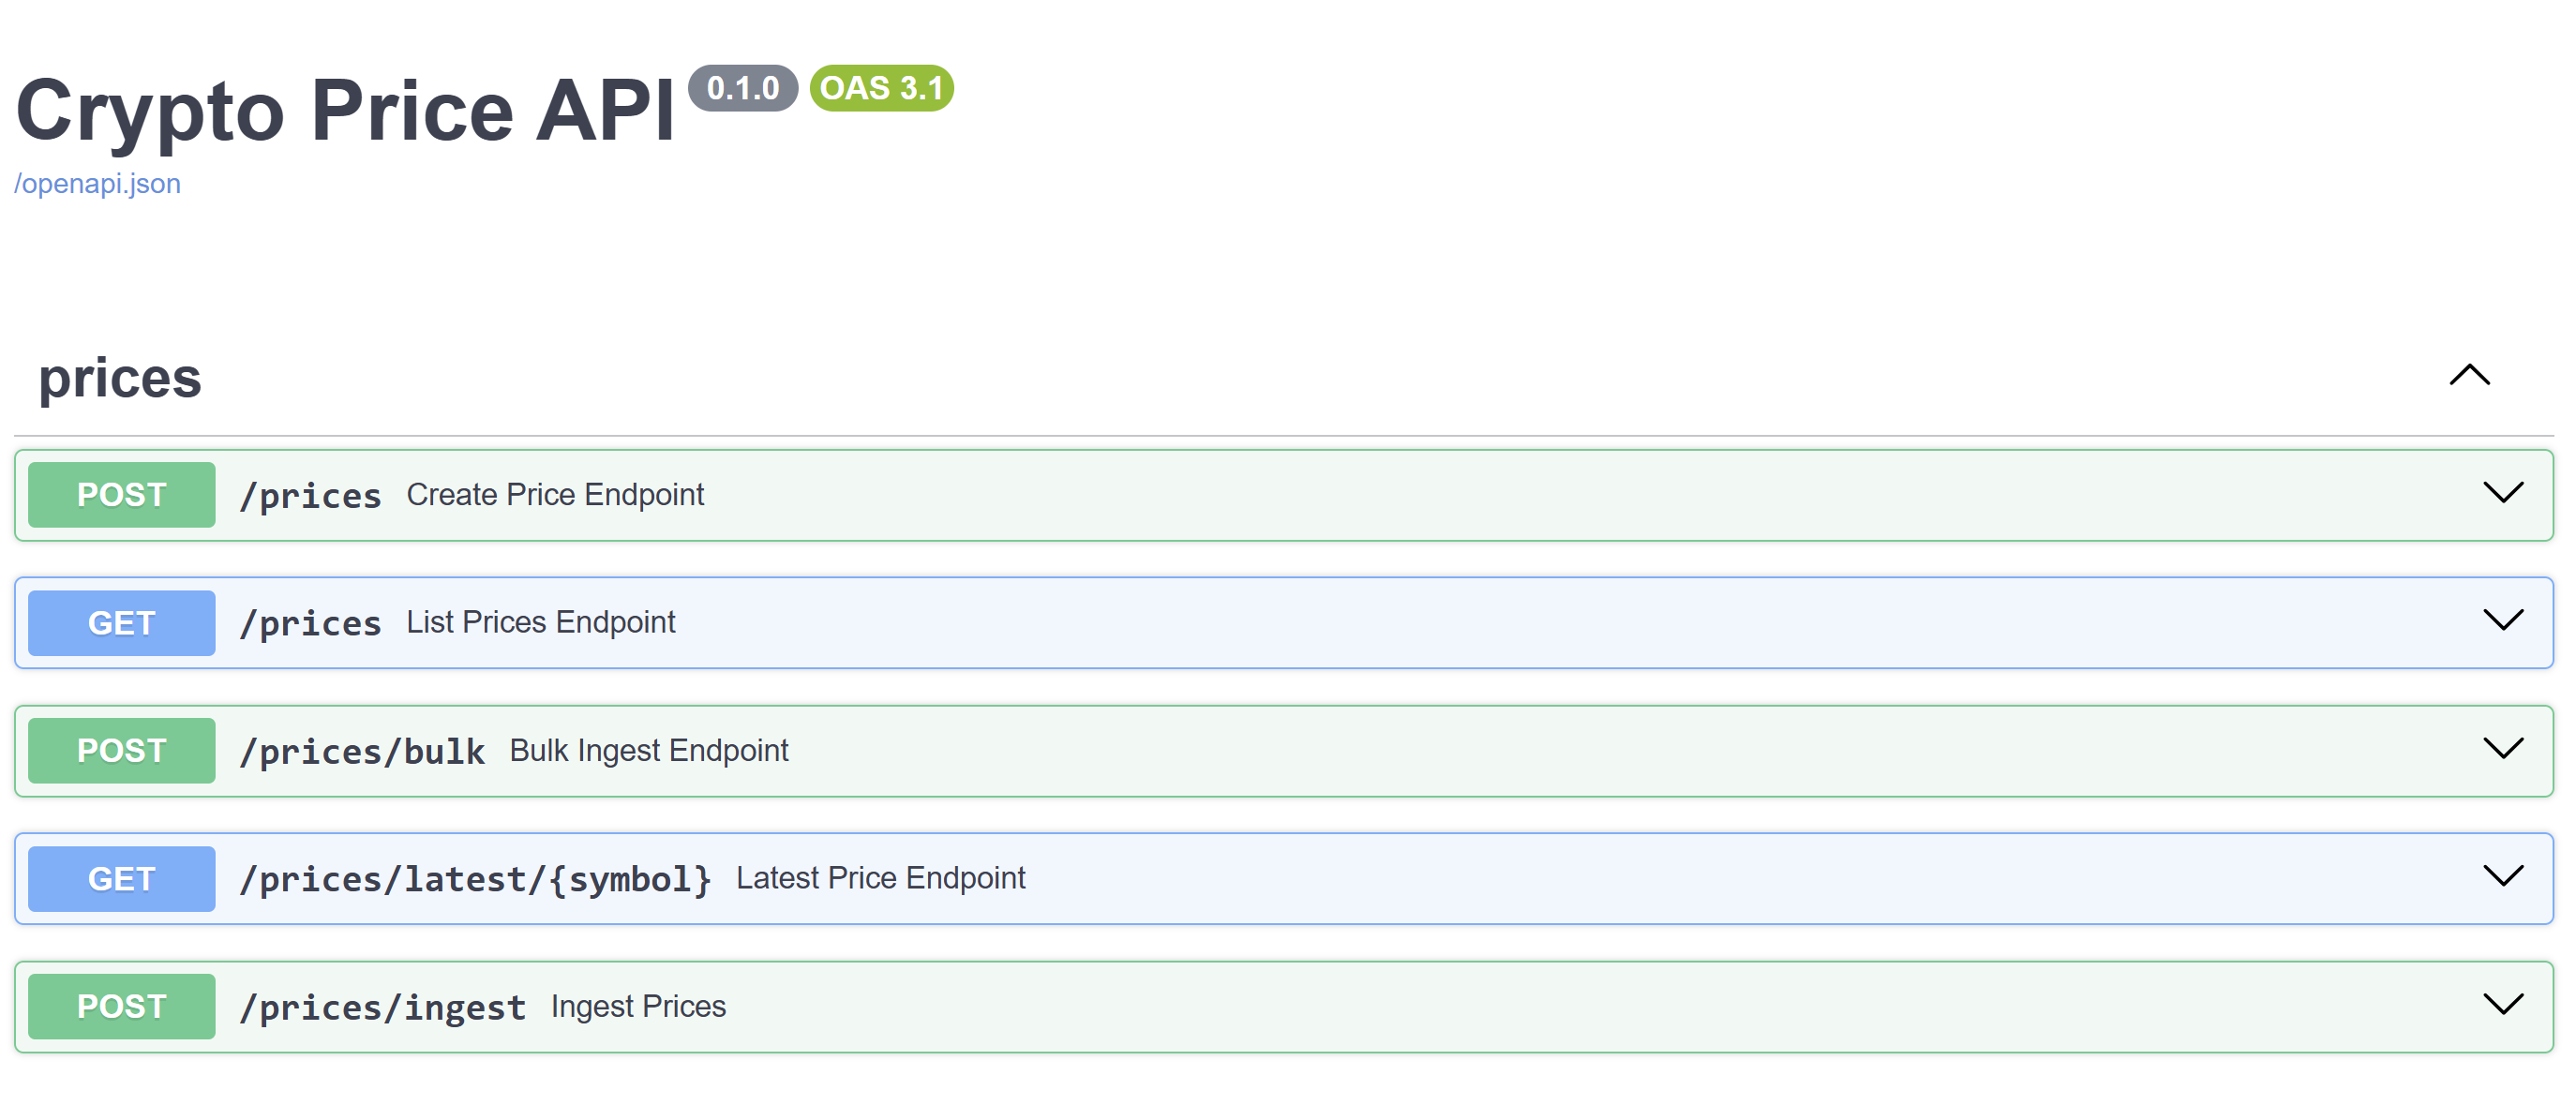 Crypto Price API 0.1.0 OAS 3.1
/openapi.json
prices
POST /prices Create Price Endpoint
GET /prices List Prices Endpoint
POST /prices/bulk Bulk Ingest Endpoint
GET /prices/latest/{symbol} Latest Price Endpoint
POST /prices/ingest Ingest Prices